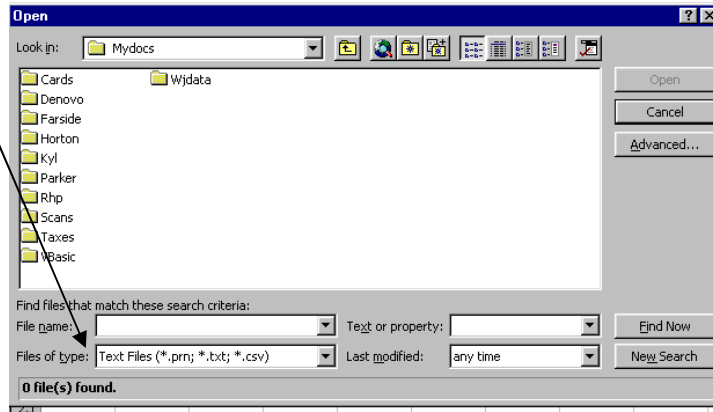 Open
Look in: Mydocs
Cards Wjdata
Denovo
Farside
Horton
Kyl
Parker
Rhp
Scans
Taxes
VBasic
Open
Cancel
Advanced...
Find files that match these search criteria:
File name: Text or property: Find Now
Files of type: Text Files (*.prn; *.txt; *.csv) Last modified: any time New Search
0 file(s) found.